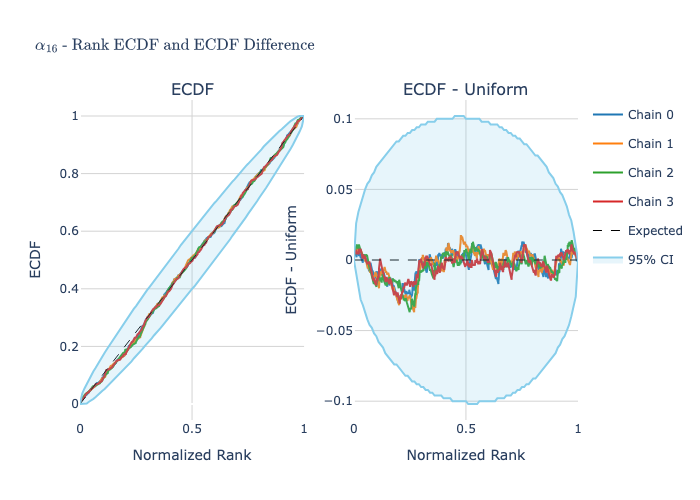 α₁₆ - Rank ECDF and ECDF Difference
ECDF
ECDF - Uniform
ECDF
1
0.8
0.6
0.4
0.2
0
0
0.5
1
Normalized Rank
ECDF - Uniform
0.1
0.05
0
−0.05
−0.1
0
0.5
1
Normalized Rank
Chain 0
Chain 1
Chain 2
Chain 3
Expected
95% CI